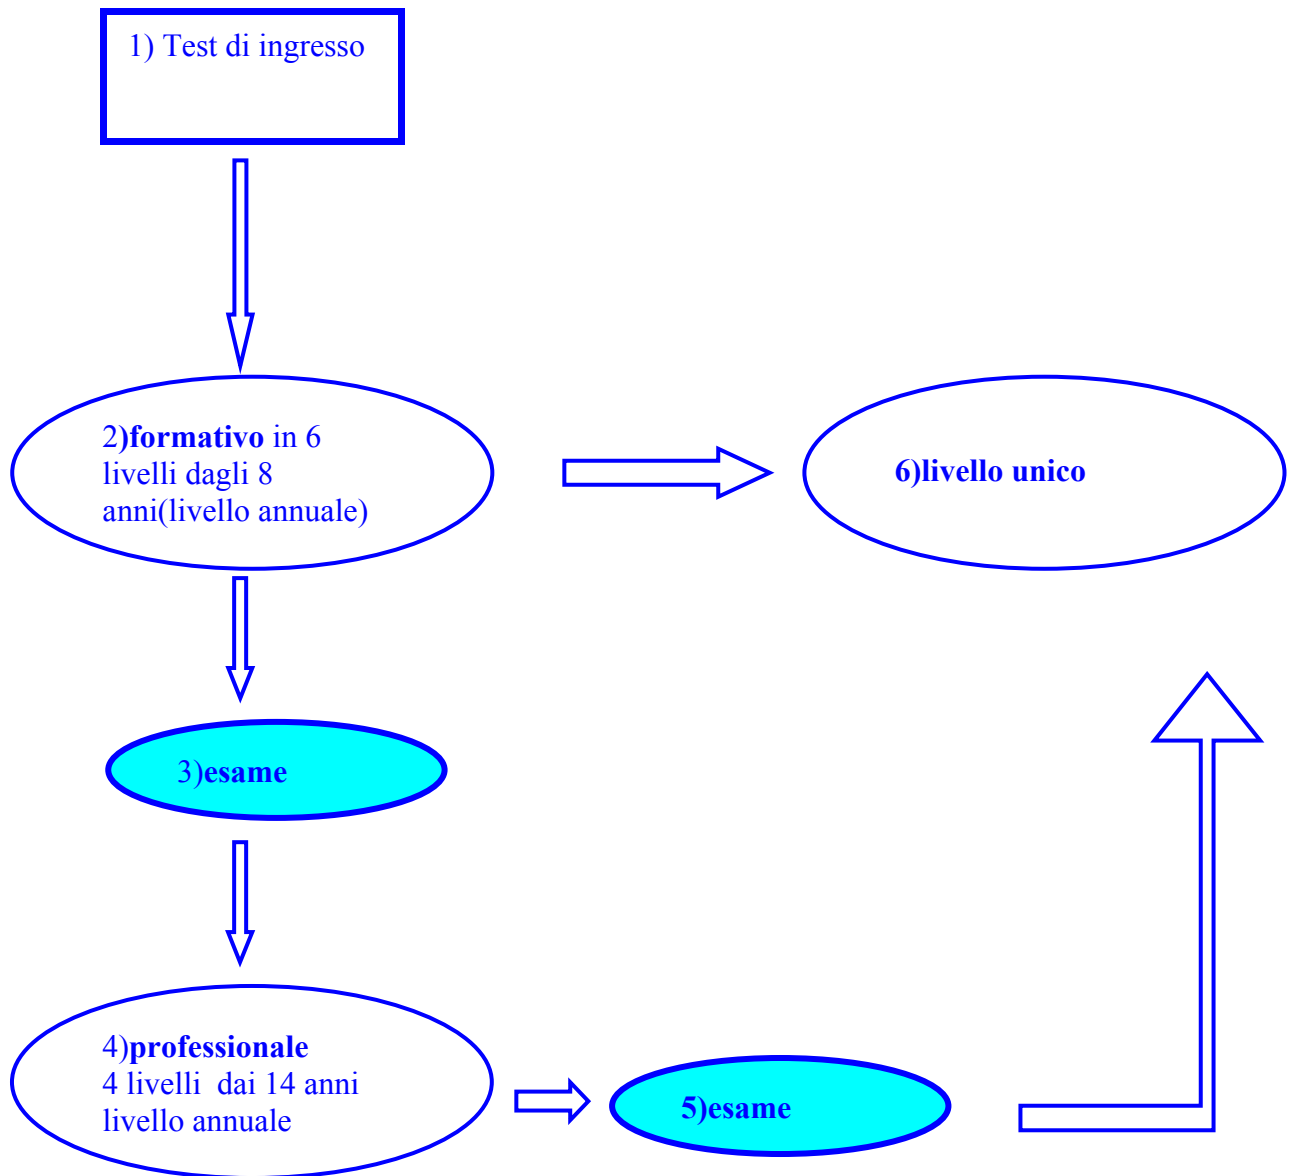 1) Test di ingresso
2)formativo in 6
livelli dagli 8
anni(livello annuale)
6)livello unico
3)esame
4)professionale
4 livelli  dai 14 anni
livello annuale
5)esame